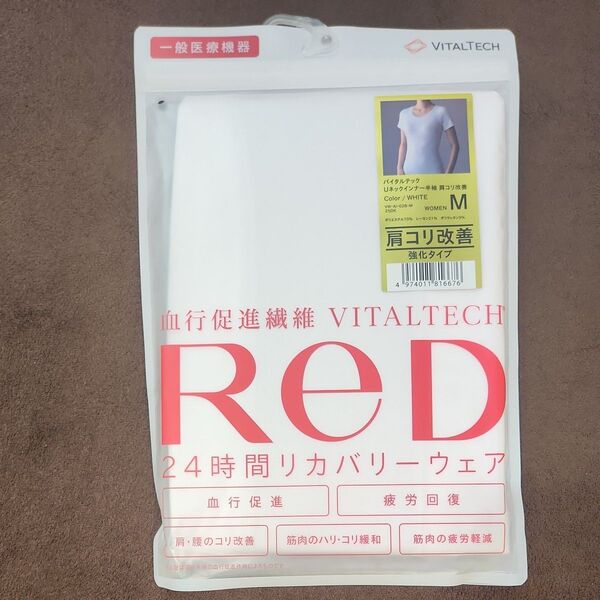 一般医療機器
VITALTECH
バイタルテック
Uネックインナー半袖 肩コリ改善
Color / WHITE
WOMEN M
肩コリ改善
強化タイプ
4 974011 816676
血行促進繊維 VITALTECH
ReD
24時間リカバリーウェア
血行促進
疲労回復
肩・腰のコリ改善
筋肉のハリ・コリ緩和
筋肉の疲労軽減